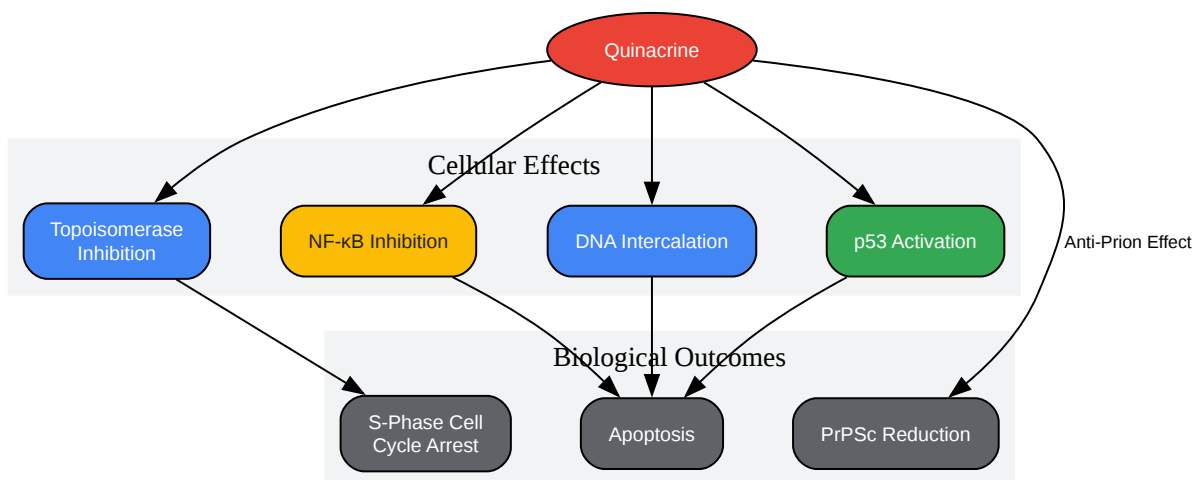 Quinacrine
Cellular Effects
Topoisomerase
Inhibition
NF-κB Inhibition
DNA Intercalation
p53 Activation
Anti-Prion Effect
Biological Outcomes
S-Phase Cell
Cycle Arrest
Apoptosis
PrPSc Reduction